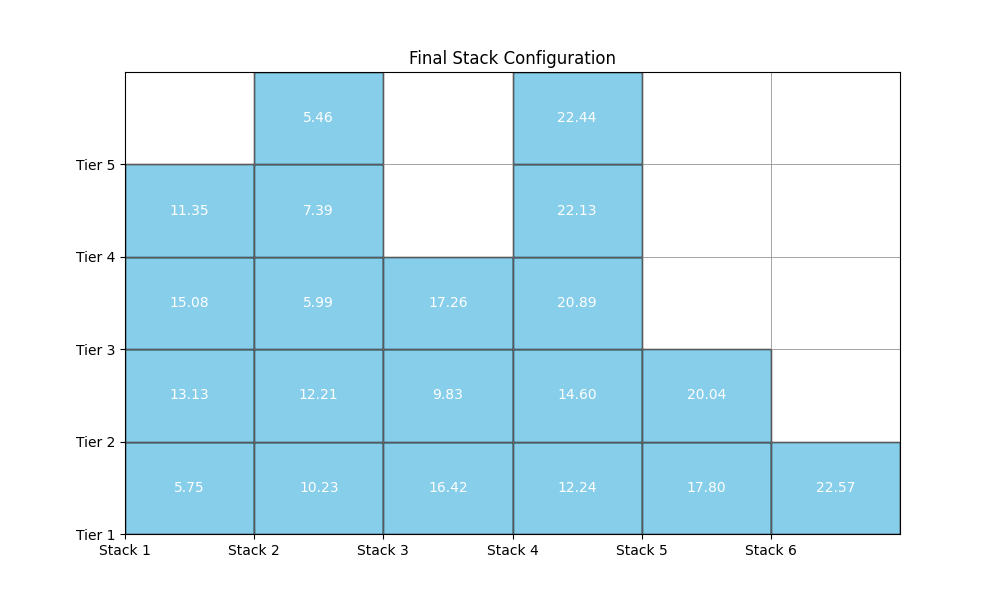 Final Stack Configuration
5.46 22.44
Tier 5
11.35 7.39 22.13
Tier 4
15.08 5.99 17.26 20.89
Tier 3
13.13 12.21 9.83 14.60 20.04
Tier 2
5.75 10.23 16.42 12.24 17.80 22.57
Tier 1
Stack 1 Stack 2 Stack 3 Stack 4 Stack 5 Stack 6